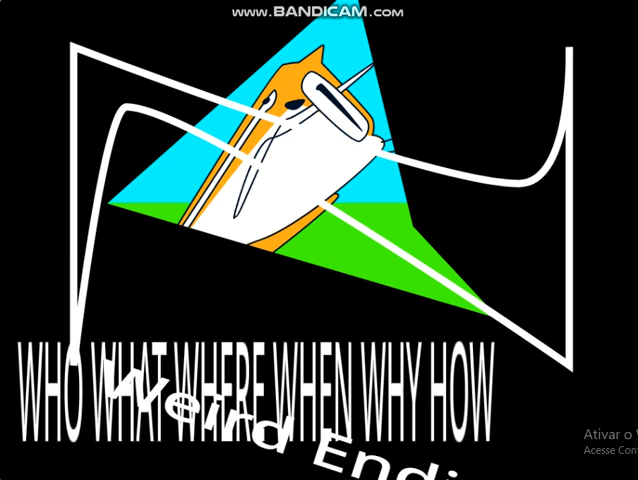 www.BANDICAM.com
WHO WHAT WHERE WHEN WHY HOW
Weird Endi
Ativar o
Acesse Con